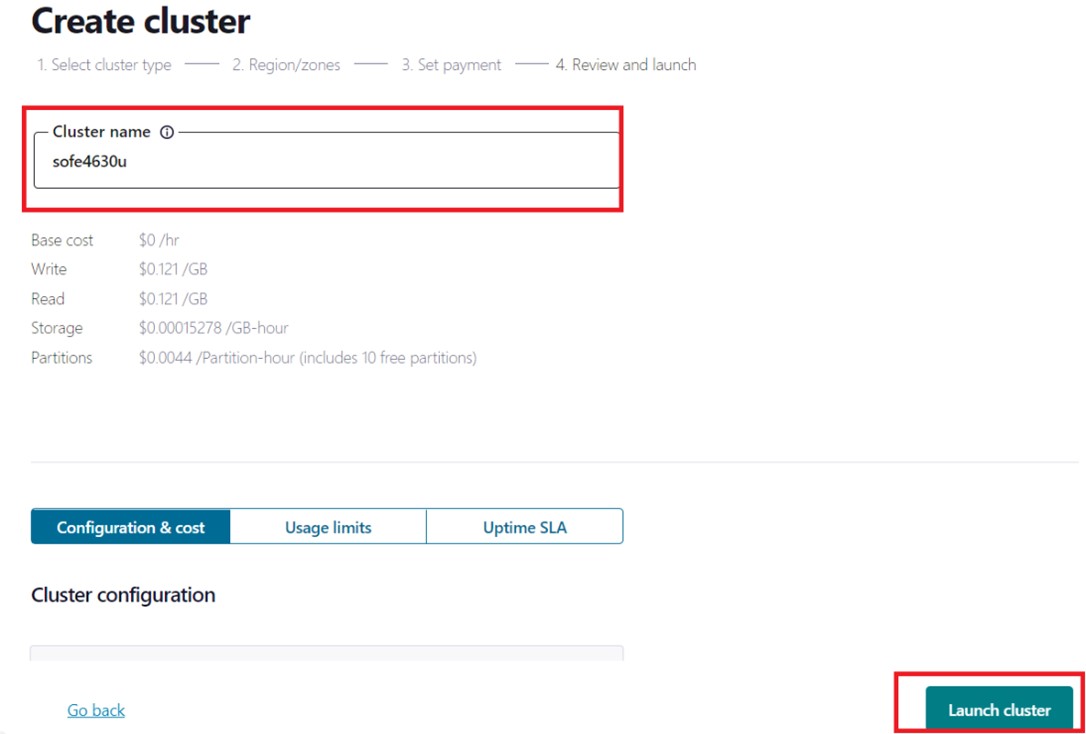 Create cluster
1. Select cluster type 2. Region/zones 3. Set payment 4. Review and launch
Cluster name
sofe4630u
Base cost $0 /hr
Write $0.121 /GB
Read $0.121 /GB
Storage $0.00015278 /GB-hour
Partitions $0.0044 /Partition-hour (includes 10 free partitions)
Configuration & cost Usage limits Uptime SLA
Cluster configuration
Go back Launch cluster